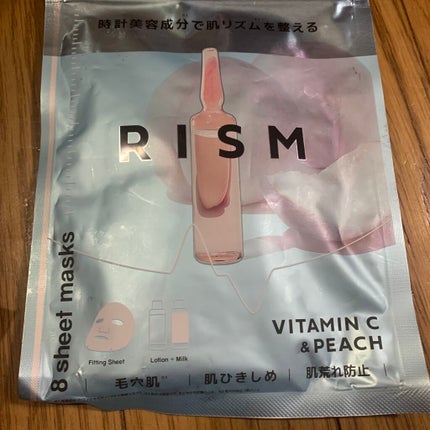 時計美容成分で肌リズムを整える
RISM
8 sheet masks
Fitting Sheet
Lotion + Milk
VITAMIN C
& PEACH
毛穴肌
肌ひきしめ
肌荒れ防止